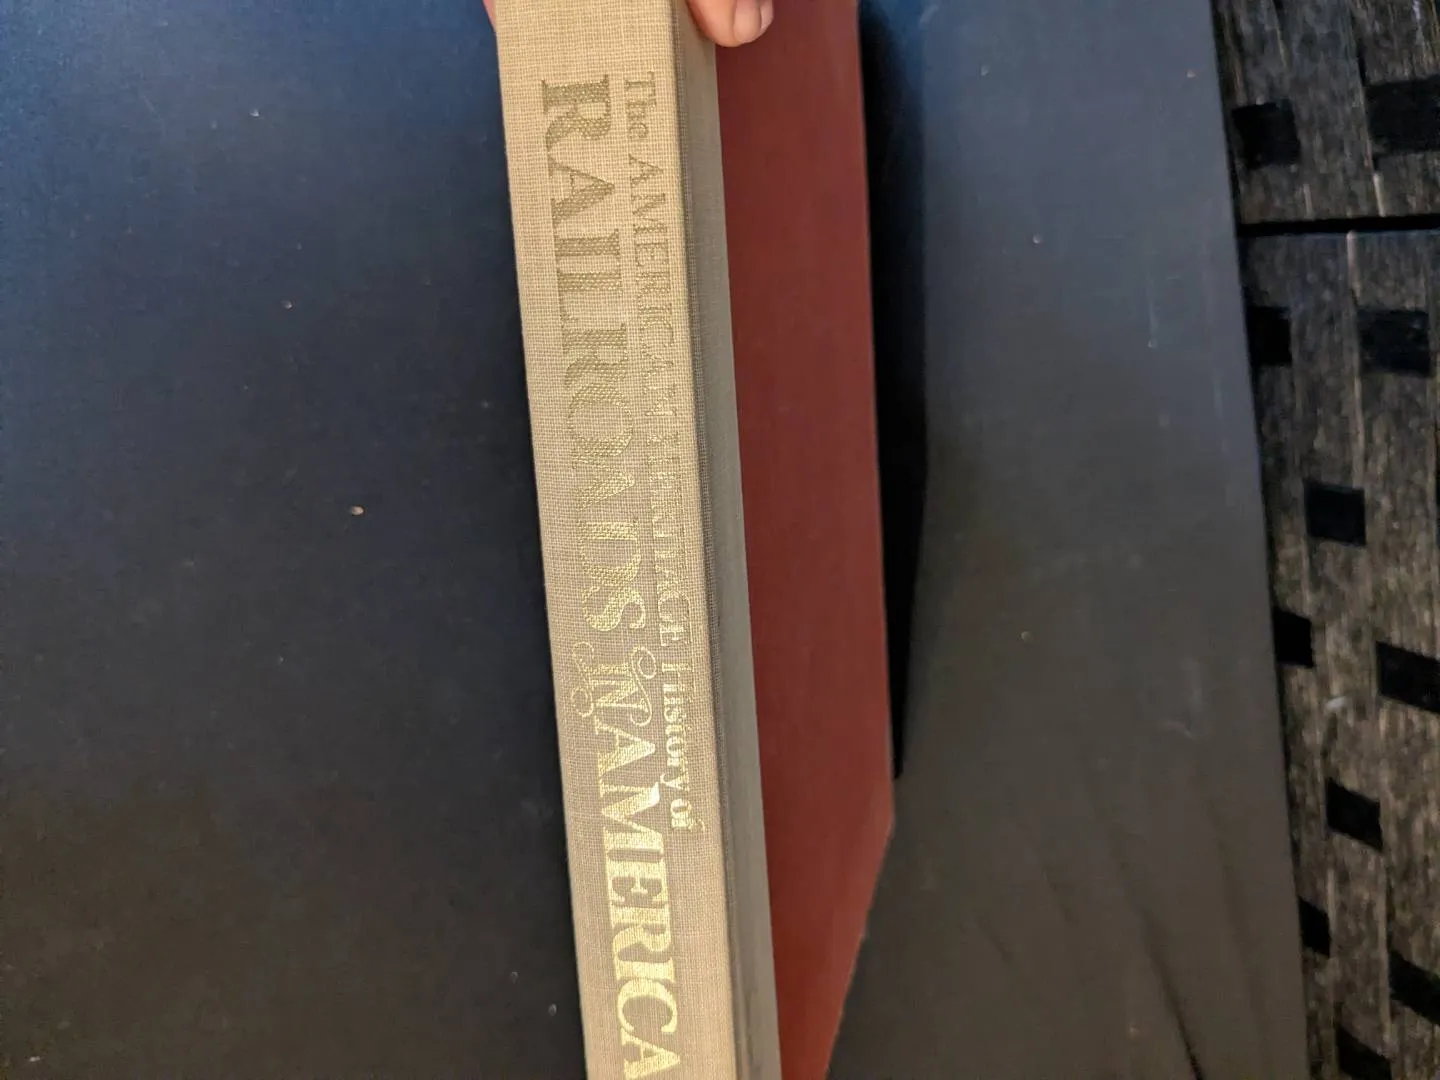 The AMERICAN HERITAGE History of
RAILROADS IN AMERICA